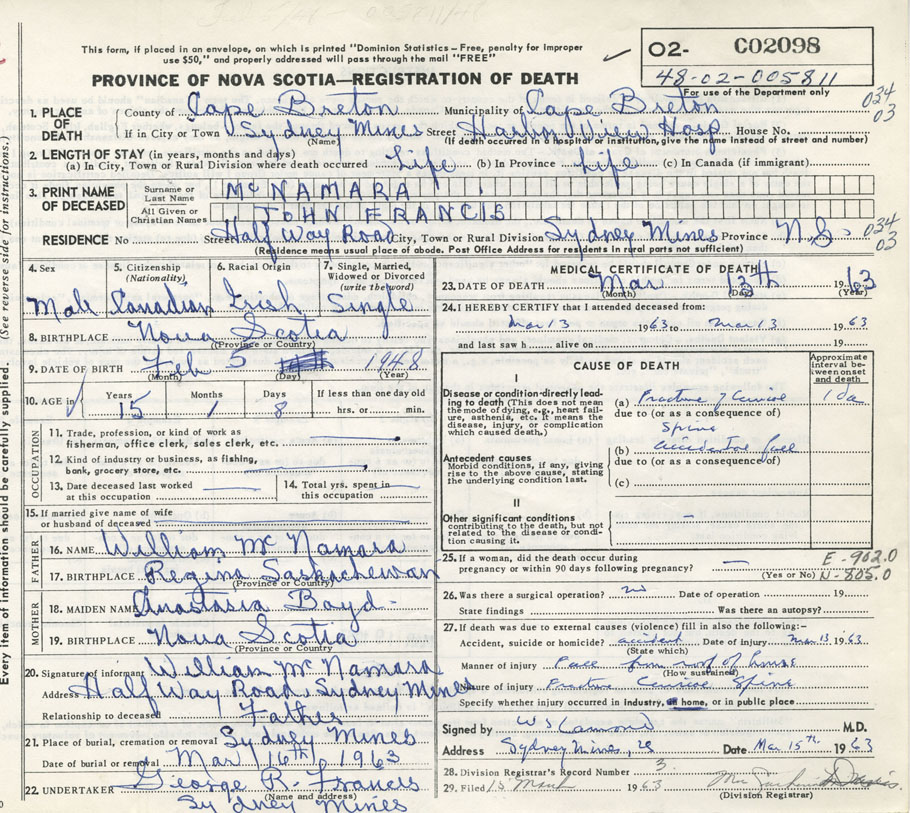 This form, if placed in an envelope, on which is printed "Dominion Statistics – Free, penalty for improper
use $50," and properly addressed will pass through the mail "FREE"
O2- C02098
48-02-005811
For use of the Department only
PROVINCE OF NOVA SCOTIA—REGISTRATION OF DEATH
034
03
1. PLACE OF DEATH
County of Cape Breton Municipality of Cape Breton
If in City or Town Sydney Mines Street Harbor View Hosp House No.
(Name) (If death occurred in a hospital or institution, give the name instead of street and number)
2. LENGTH OF STAY (in years, months and days)
(a) In City, Town or Rural Division where death occurred Life (b) In Province Life (c) In Canada (if immigrant)
3. PRINT NAME OF DECEASED
Surname or Last Name McNAMARA
All Given or Christian Names JOHN FRANCIS
RESIDENCE No Street Half Way Road City, Town or Rural Division Sydney Mines Province N.S.
034
03
(Residence means usual place of abode. Post Office Address for residents in rural parts not sufficient)
4. Sex 5. Citizenship (Nationality) 6. Racial Origin 7. Single, Married, Widowed or Divorced (write the word)
Male Canadian Irish Single
8. BIRTHPLACE Nova Scotia
(Province or Country)
9. DATE OF BIRTH Feb 5 1948
(Month) (Day) (Year)
10. AGE in Years Months Days If less than one day old
15 1 8 hrs. or min.
OCCUPATION
11. Trade, profession, or kind of work as
fisherman, office clerk, sales clerk, etc.
12. Kind of industry or business, as fishing,
bank, grocery store, etc.
13. Date deceased last worked at this occupation
14. Total yrs. spent in this occupation
15. If married give name of wife
or husband of deceased
FATHER
16. NAME William McNamara
17. BIRTHPLACE Regina Saskachewan
(Province or Country)
MOTHER
18. MAIDEN NAME Anastasia Boyd
19. BIRTHPLACE Nova Scotia
(Province or Country)
20. Signature of informant William McNamara
Address Half Way Road Sydney Mines
Relationship to deceased Father
21. Place of burial, cremation or removal Sydney Mines
Date of burial or removal Mar 16th, 1963
22. UNDERTAKER George R. Francis
(Name and address)
Sydney Mines
MEDICAL CERTIFICATE OF DEATH
23. DATE OF DEATH Mar 13th 1963
(Month) (Day) (Year)
24. I HEREBY CERTIFY that I attended deceased from:
Mar 13 1963 to Mar 13 1963
and last saw h alive on 19
CAUSE OF DEATH
Approximate interval between onset and death
I
Disease or condition directly leading to death (This does not mean the mode of dying, e.g., heart failure, asthenia, etc. It means the disease, injury, or complication which caused death.)
(a) Fracture of Cervical
due to (or as a consequence of)
Spine
Antecedent causes
Morbid conditions, if any, giving rise to the above cause, stating the underlying condition last.
(b) accidental fall
due to (or as a consequence of)
(c)
II
Other significant conditions
contributing to the death, but not related to the disease or condition causing it.
25. If a woman, did the death occur during
pregnancy or within 90 days following pregnancy?
(Yes or No)
E-902.0
N-805.0
26. Was there a surgical operation? no Date of operation 19
State findings Was there an autopsy?
27. If death was due to external causes (violence) fill in also the following:–
Accident, suicide or homicide? accident Date of injury Mar 13 1963
(State which)
Manner of injury from roof of house
(How sustained)
Nature of injury Fracture Cervical Spine
Specify whether injury occurred in industry, at home, or in public place
Signed by M.D.
Address Sydney Mines, Date Mar 15th 1963
28. Division Registrar's Record Number 3
29. Filed 15 March 1963
(Division Registrar)
Every item of information should be carefully supplied. (See reverse side for instructions.)